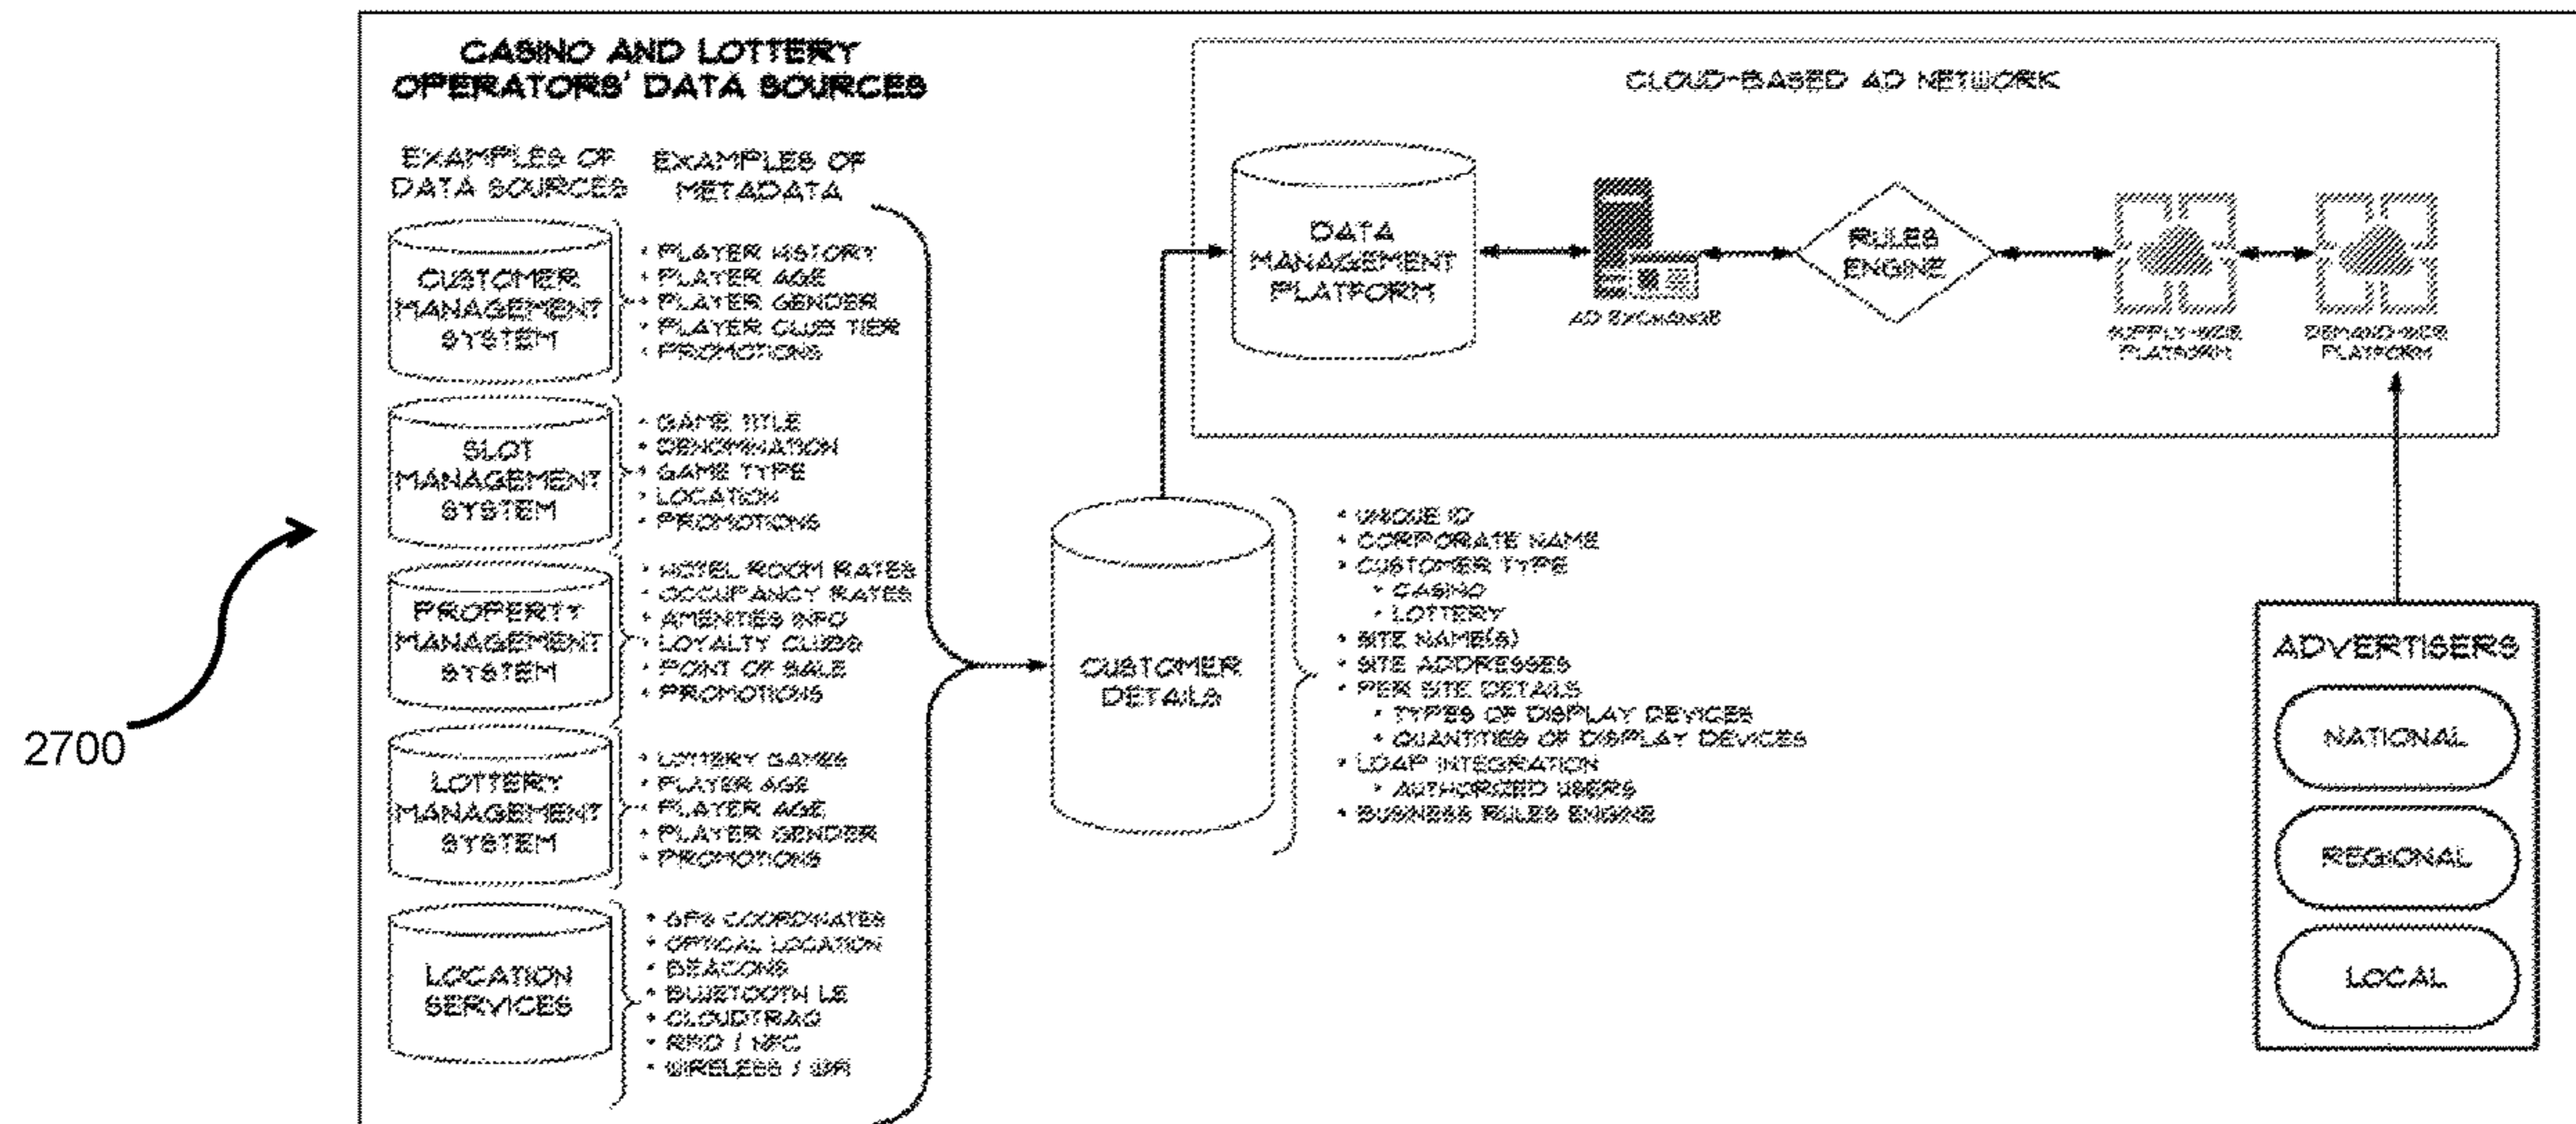 CASINO AND LOTTERY
OPERATORS' DATA SOURCES
EXAMPLES OF
DATA SOURCES
EXAMPLES OF
METADATA
CUSTOMER
MANAGEMENT
SYSTEM
• PLAYER HISTORY
• PLAYER AGE
• PLAYER GENDER
• PLAYER CLUB TIER
• PROMOTIONS
SLOT
MANAGEMENT
SYSTEM
• GAME TITLE
• DENOMINATION
• GAME TYPE
• LOCATION
• PROMOTIONS
PROPERTY
MANAGEMENT
SYSTEM
• HOTEL ROOM RATES
• OCCUPANCY RATES
• AMENITIES INFO
• LOYALTY CLUBS
• POINT OF SALE
• PROMOTIONS
LOTTERY
MANAGEMENT
SYSTEM
• LOTTERY GAMES
• PLAYER AGE
• PLAYER AGE
• PLAYER GENDER
• PROMOTIONS
LOCATION
SERVICES
• GPS COORDINATES
• OPTICAL LOCATION
• BEACONS
• BLUETOOTH LE
• CLOUDTRAQ
• RFID / NFC
• WIRELESS / WIFI
2700
CUSTOMER
DETAILS
• UNIQUE ID
• CORPORATE NAME
• CUSTOMER TYPE
• CASINO
• LOTTERY
• SITE NAME(S)
• SITE ADDRESSES
• PER SITE DETAILS
• TYPES OF DISPLAY DEVICES
• QUANTITIES OF DISPLAY DEVICES
• LDAP INTEGRATION
• AUTHORIZED USERS
• BUSINESS RULES ENGINE
CLOUD-BASED AD NETWORK
DATA
MANAGEMENT
PLATFORM
AD EXCHANGE
RULES
ENGINE
SUPPLY-SIDE
PLATFORM
DEMAND-SIDE
PLATFORM
ADVERTISERS
NATIONAL
REGIONAL
LOCAL